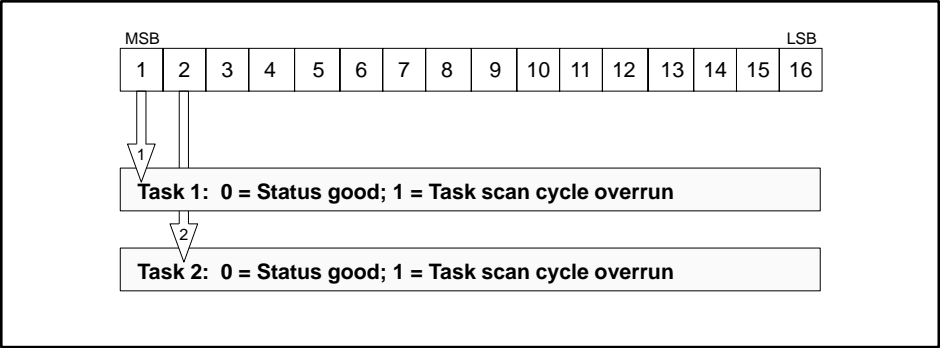 MSB LSB
1 2 3 4 5 6 7 8 9 10 11 12 13 14 15 16
1
Task 1: 0 = Status good; 1 = Task scan cycle overrun
2
Task 2: 0 = Status good; 1 = Task scan cycle overrun